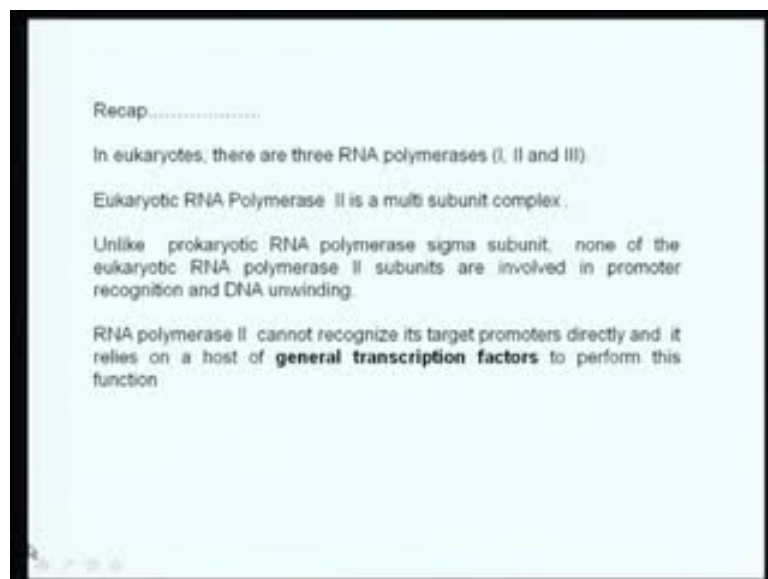 Recap...................
In eukaryotes, there are three RNA polymerases (I, II and III).
Eukaryotic RNA Polymerase II is a multi subunit complex.
Unlike prokaryotic RNA polymerase sigma subunit, none of the
eukaryotic RNA polymerase II subunits are involved in promoter
recognition and DNA unwinding.
RNA polymerase II cannot recognize its target promoters directly and it
relies on a host of general transcription factors to perform this
function